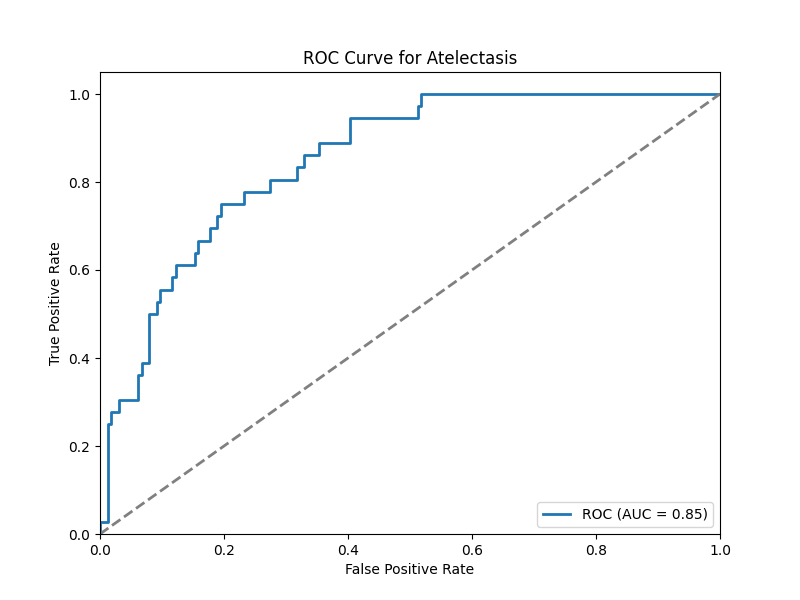 ROC Curve for Atelectasis
True Positive Rate
1.0
0.8
0.6
0.4
0.2
0.0
0.0 0.2 0.4 0.6 0.8 1.0
False Positive Rate
ROC (AUC = 0.85)